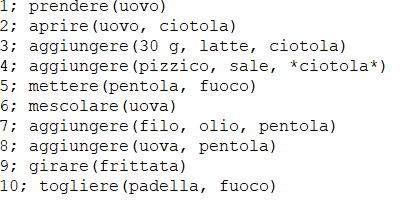 1; prendere(uovo)
2; aprire(uovo, ciotola)
3; aggiungere(30 g, latte, ciotola)
4; aggiungere(pizzico, sale, *ciotola*)
5; mettere(pentola, fuoco)
6; mescolare(uova)
7; aggiungere(filo, olio, pentola)
8; aggiungere(uova, pentola)
9; girare(frittata)
10; togliere(padella, fuoco)